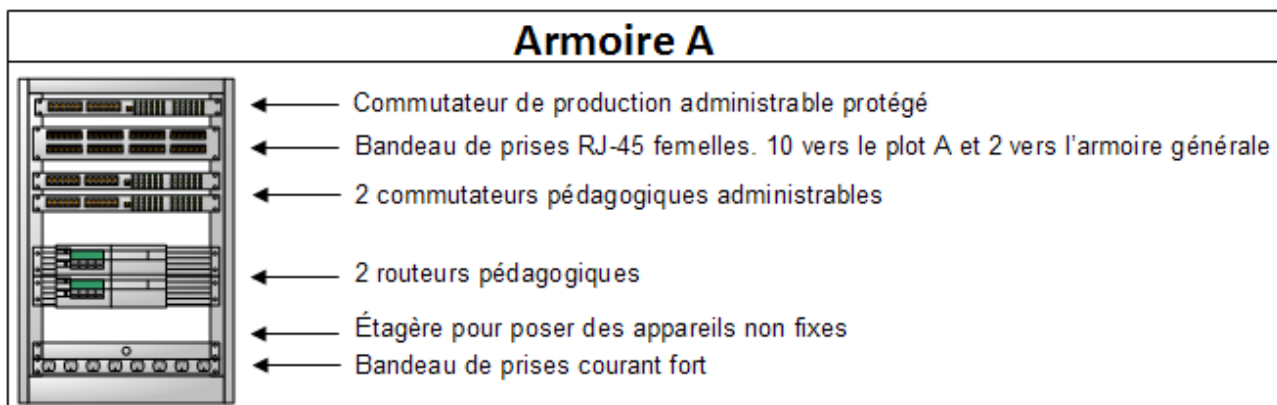 Armoire A
Commutateur de production administrable protégé
Bandeau de prises RJ-45 femelles. 10 vers le plot A et 2 vers l'armoire générale
2 commutateurs pédagogiques administrables
2 routeurs pédagogiques
Étagère pour poser des appareils non fixes
Bandeau de prises courant fort